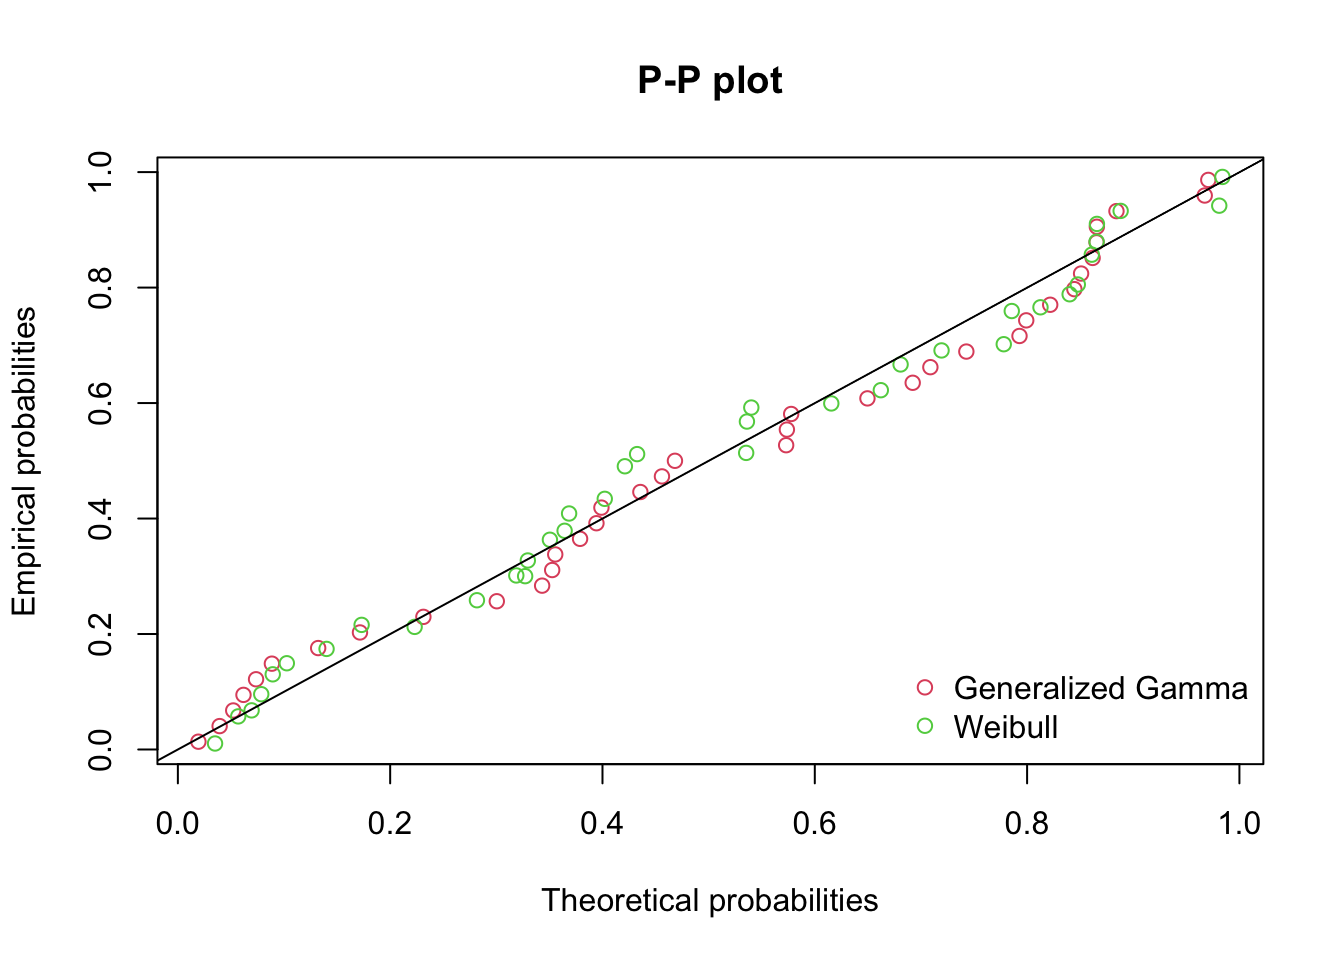 P-P plot
Empirical probabilities
1.0
0.8
0.6
0.4
0.2
0.0
Generalized Gamma
Weibull
0.0 0.2 0.4 0.6 0.8 1.0
Theoretical probabilities